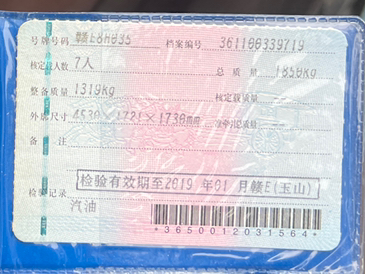 号牌号码 赣E8H035 档案编号 361100339719
核定载人数 7人 总质量 1850kg
整备质量 1319kg 核定载质量
外廓尺寸 4530×1721×1730mm
备注
检验记录 检验有效期至2019年01月赣E(玉山)
汽油
*3650012031564*